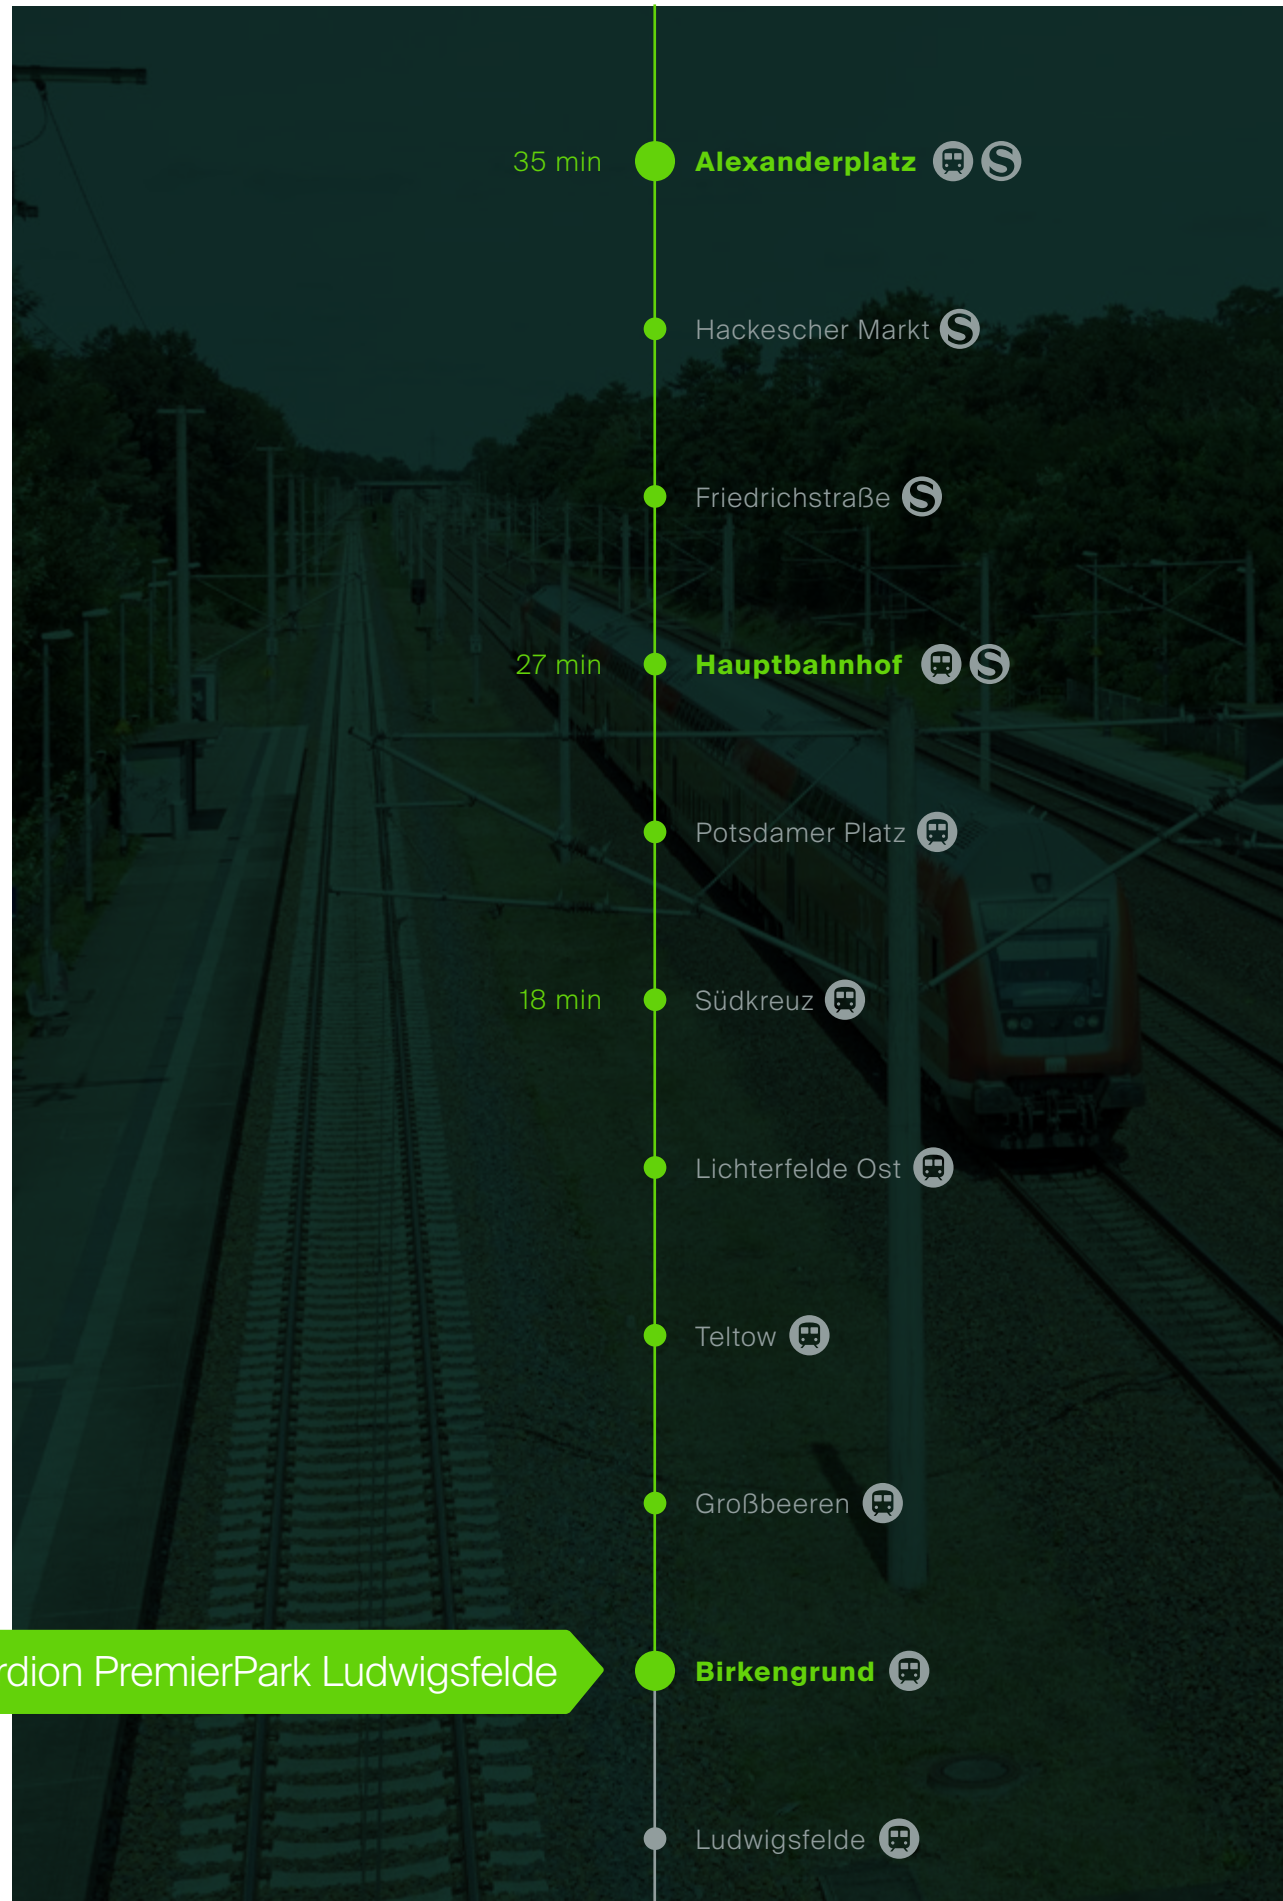 35 min Alexanderplatz S
Hackescher Markt S
Friedrichstraße S
27 min Hauptbahnhof S
Potsdamer Platz
18 min Südkreuz
Lichterfelde Ost
Teltow
Großbeeren
PremierPark Ludwigsfelde Birkengrund
Ludwigsfelde